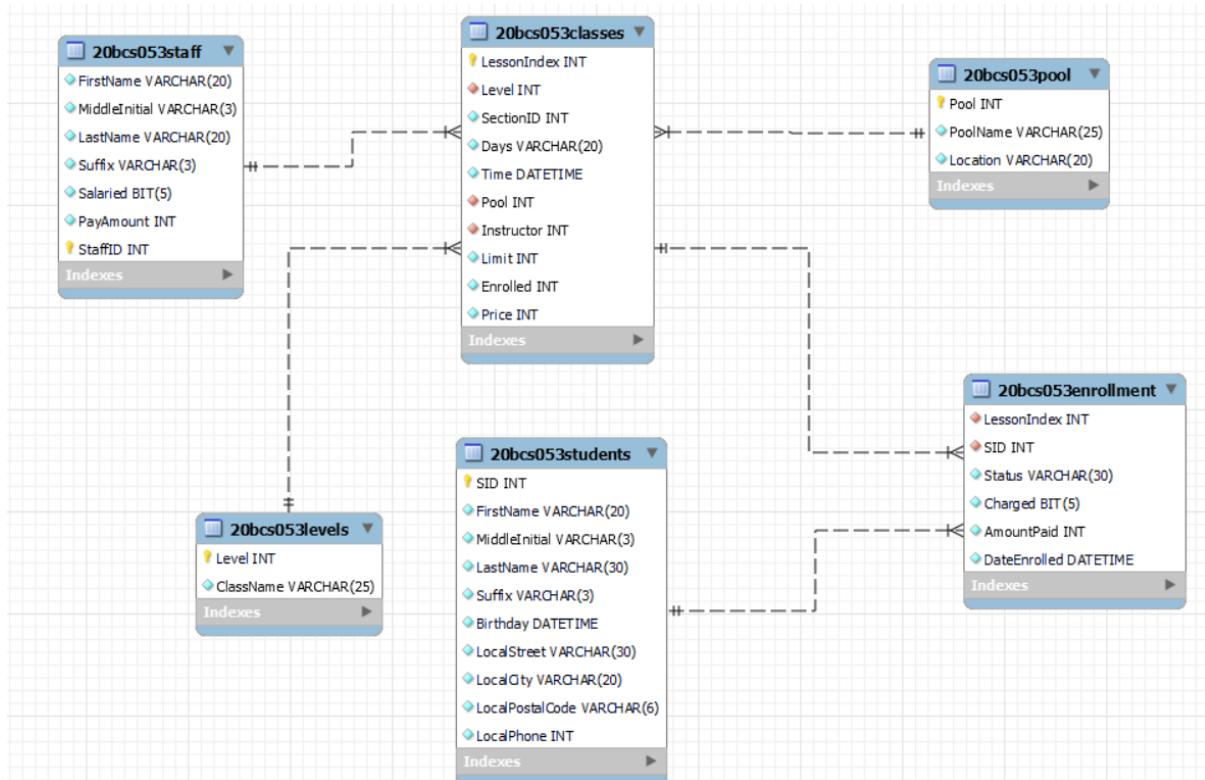 20bcs053staff
FirstName VARCHAR(20)
MiddleInitial VARCHAR(3)
LastName VARCHAR(20)
Suffix VARCHAR(3)
Salaried BIT(5)
PayAmount INT
StaffID INT
Indexes
20bcs053classes
LessonIndex INT
Level INT
SectionID INT
Days VARCHAR(20)
Time DATETIME
Pool INT
Instructor INT
Limit INT
Enrolled INT
Price INT
Indexes
20bcs053pool
Pool INT
PoolName VARCHAR(25)
Location VARCHAR(20)
Indexes
20bcs053levels
Level INT
ClassName VARCHAR(25)
Indexes
20bcs053students
SID INT
FirstName VARCHAR(20)
MiddleInitial VARCHAR(3)
LastName VARCHAR(30)
Suffix VARCHAR(3)
Birthday DATETIME
LocalStreet VARCHAR(30)
LocalCity VARCHAR(20)
LocalPostalCode VARCHAR(6)
LocalPhone INT
Indexes
20bcs053enrollment
LessonIndex INT
SID INT
Status VARCHAR(30)
Charged BIT(5)
AmountPaid INT
DateEnrolled DATETIME
Indexes